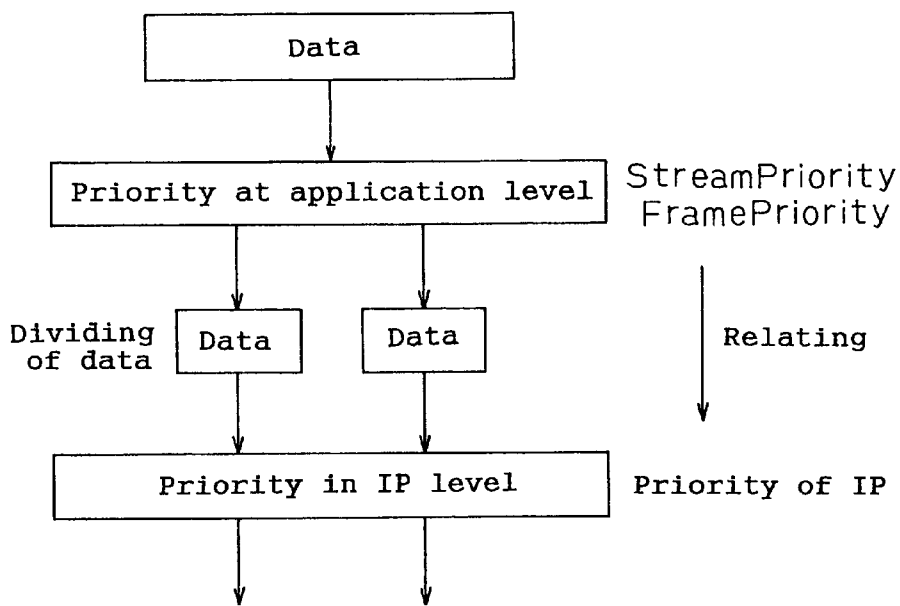 Data
Priority at application level
StreamPriority
FramePriority
Dividing
of data
Data
Data
Relating
Priority in IP level
Priority of IP